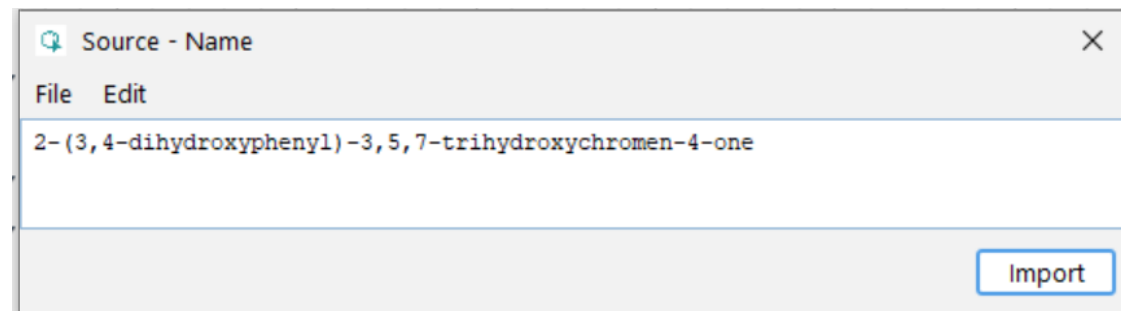 Source - Name
File Edit
2-(3,4-dihydroxyphenyl)-3,5,7-trihydroxychromen-4-one
Import